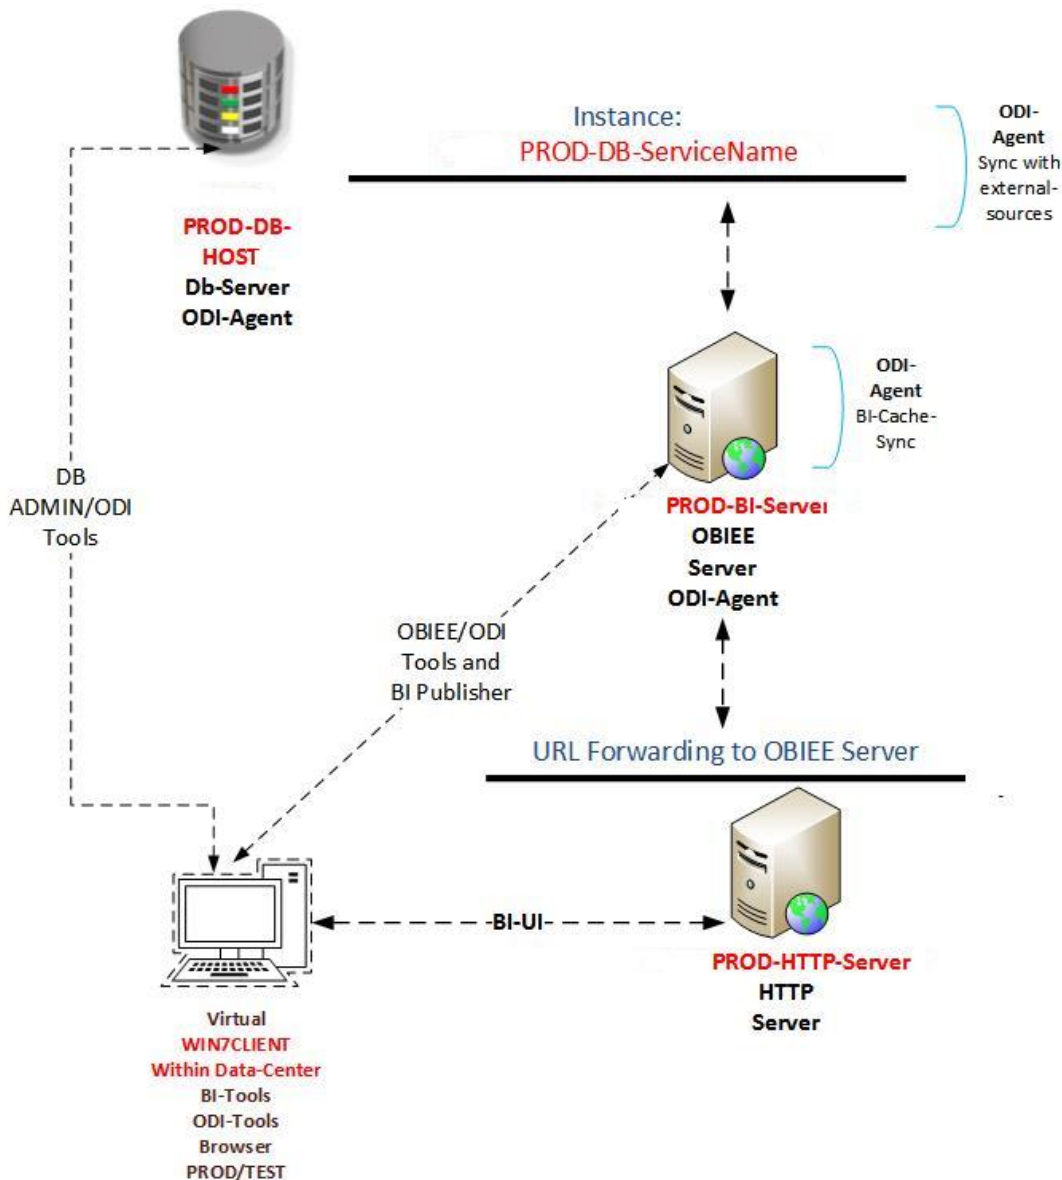 Instance:
PROD-DB-ServiceName
ODI-
Agent
Sync with
external-
sources
PROD-DB-
HOST
Db-Server
ODI-Agent
ODI-
Agent
BI-Cache-
Sync
DB
ADMIN/ODI
Tools
PROD-BI-Server
OBIEE
Server
ODI-Agent
OBIEE/ODI
Tools and
BI Publisher
URL Forwarding to OBIEE Server
-BI-UI-
PROD-HTTP-Server
HTTP
Server
Virtual
WIN7CLIENT
Within Data-Center
BI-Tools
ODI-Tools
Browser
PROD/TEST